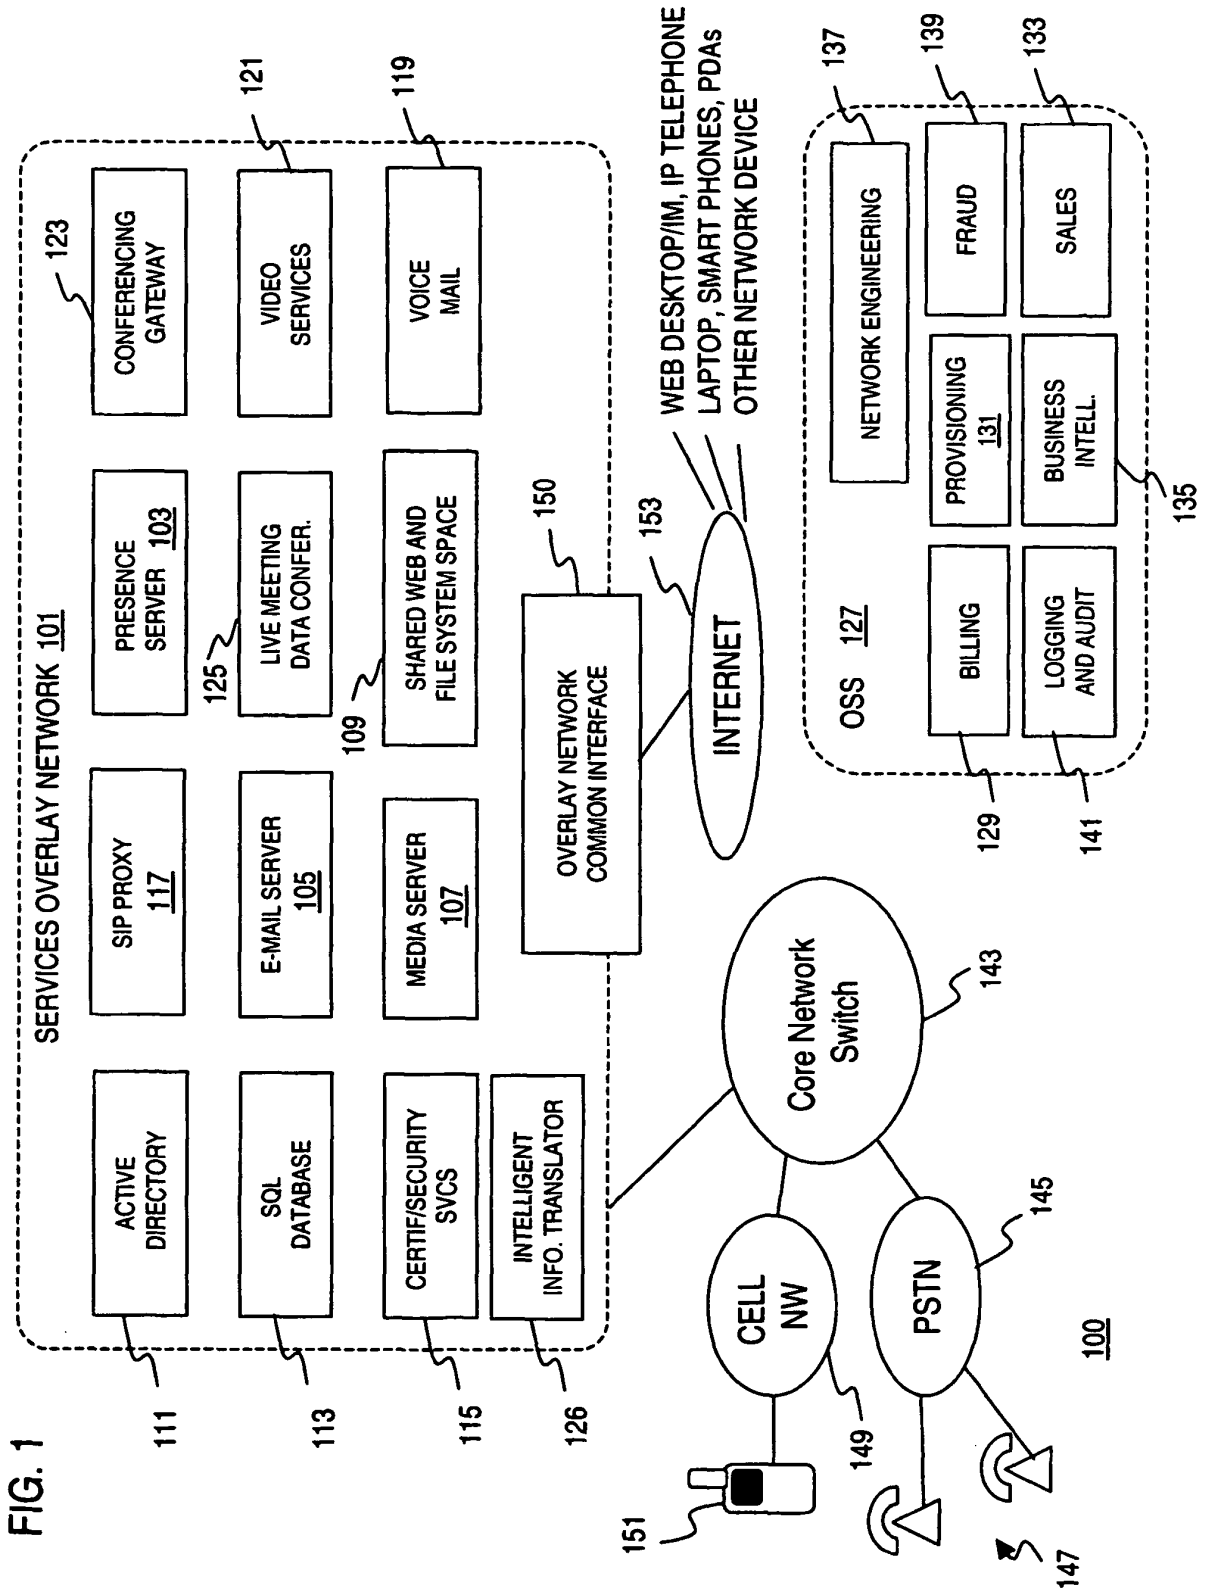 FIG. 1
SERVICES OVERLAY NETWORK 101
111
ACTIVE
DIRECTORY
SIP PROXY
117
PRESENCE
SERVER 103
123
CONFERENCING
GATEWAY
113
SQL
DATABASE
E-MAIL SERVER
105
125
LIVE MEETING
DATA CONFER.
VIDEO
SERVICES
121
115
CERTIF/SECURITY
SVCS
MEDIA SERVER
107
109
SHARED WEB AND
FILE SYSTEM SPACE
VOICE
MAIL
119
126
INTELLIGENT
INFO. TRANSLATOR
OVERLAY NETWORK
COMMON INTERFACE
150
INTERNET
153
WEB DESKTOP/IM, IP TELEPHONE
LAPTOP, SMART PHONES, PDAs
OTHER NETWORK DEVICE
Core Network
Switch
143
CELL
NW
149
151
PSTN
145
147
100
OSS 127
NETWORK ENGINEERING
137
BILLING
129
PROVISIONING
131
FRAUD
139
LOGGING
AND AUDIT
141
BUSINESS
INTELL.
135
SALES
133